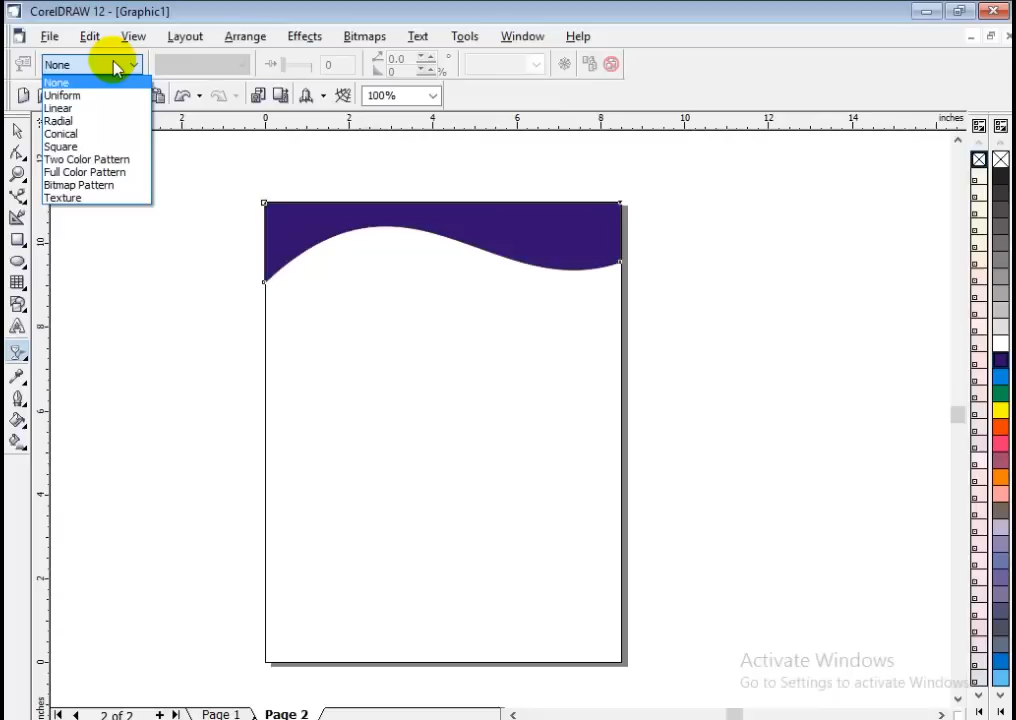 CorelDRAW 12 - [Graphic1]
File Edit View Layout Arrange Effects Bitmaps Text Tools Window Help
None 0 0.0 ° 0 %
None
Uniform
Linear
Radial
Conical
Square
Two Color Pattern
Full Color Pattern
Bitmap Pattern
Texture
100%
2 0 2 4 6 8 10 12 14 inches
10
8
6
4
2
0
inches
Activate Windows
Go to Settings to activate Windows
2 of 2 Page 1 Page 2